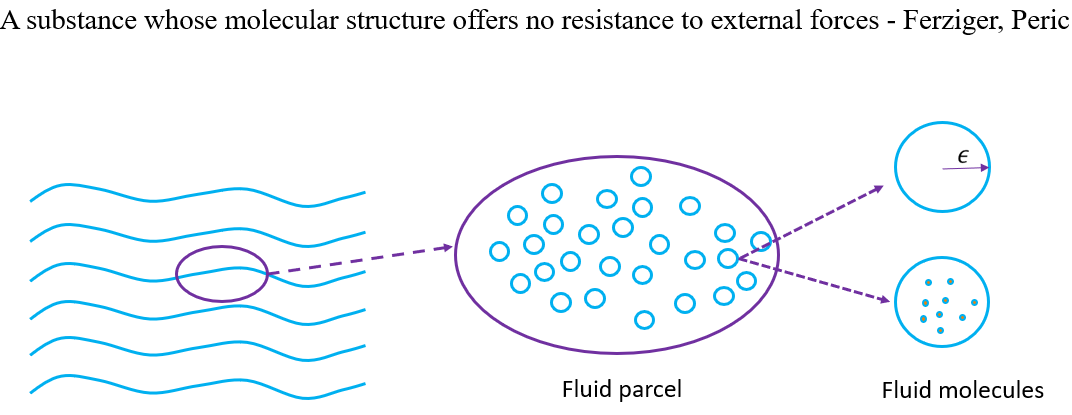 A substance whose molecular structure offers no resistance to external forces - Ferziger, Peric
ϵ
Fluid parcel
Fluid molecules